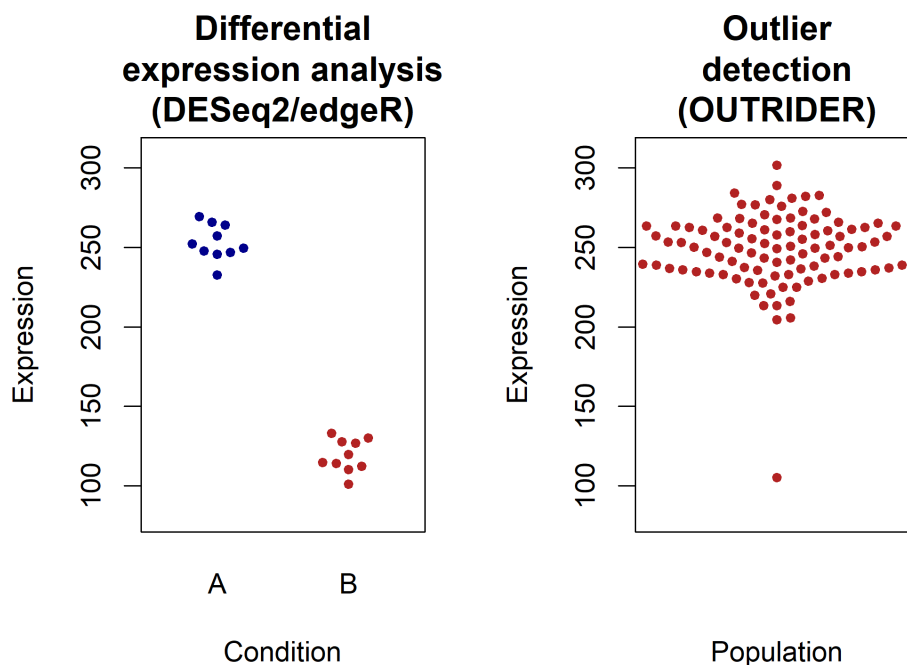 Differential
expression analysis
(DESeq2/edgeR)
Expression
300
250
200
150
100
A B
Condition
Outlier
detection
(OUTRIDER)
Expression
300
250
200
150
100
Population